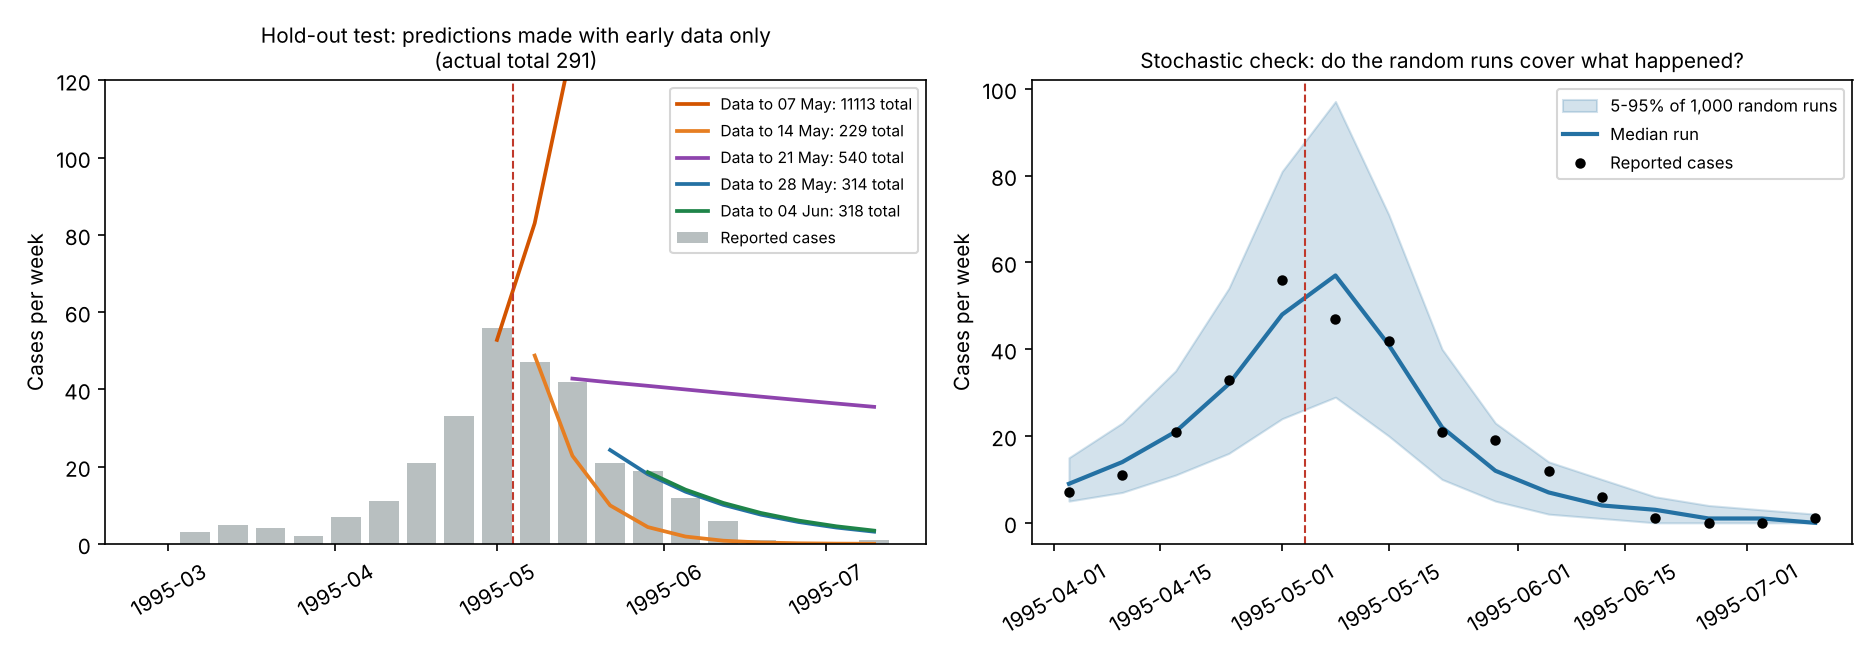 Hold-out test: predictions made with early data only
(actual total 291)
Cases per week
120
100
80
60
40
20
0
Data to 07 May: 11113 total
Data to 14 May: 229 total
Data to 21 May: 540 total
Data to 28 May: 314 total
Data to 04 Jun: 318 total
Reported cases
1995-03
1995-04
1995-05
1995-06
1995-07
Stochastic check: do the random runs cover what happened?
Cases per week
100
80
60
40
20
0
5-95% of 1,000 random runs
Median run
Reported cases
1995-04-01
1995-04-15
1995-05-01
1995-05-15
1995-06-01
1995-06-15
1995-07-01